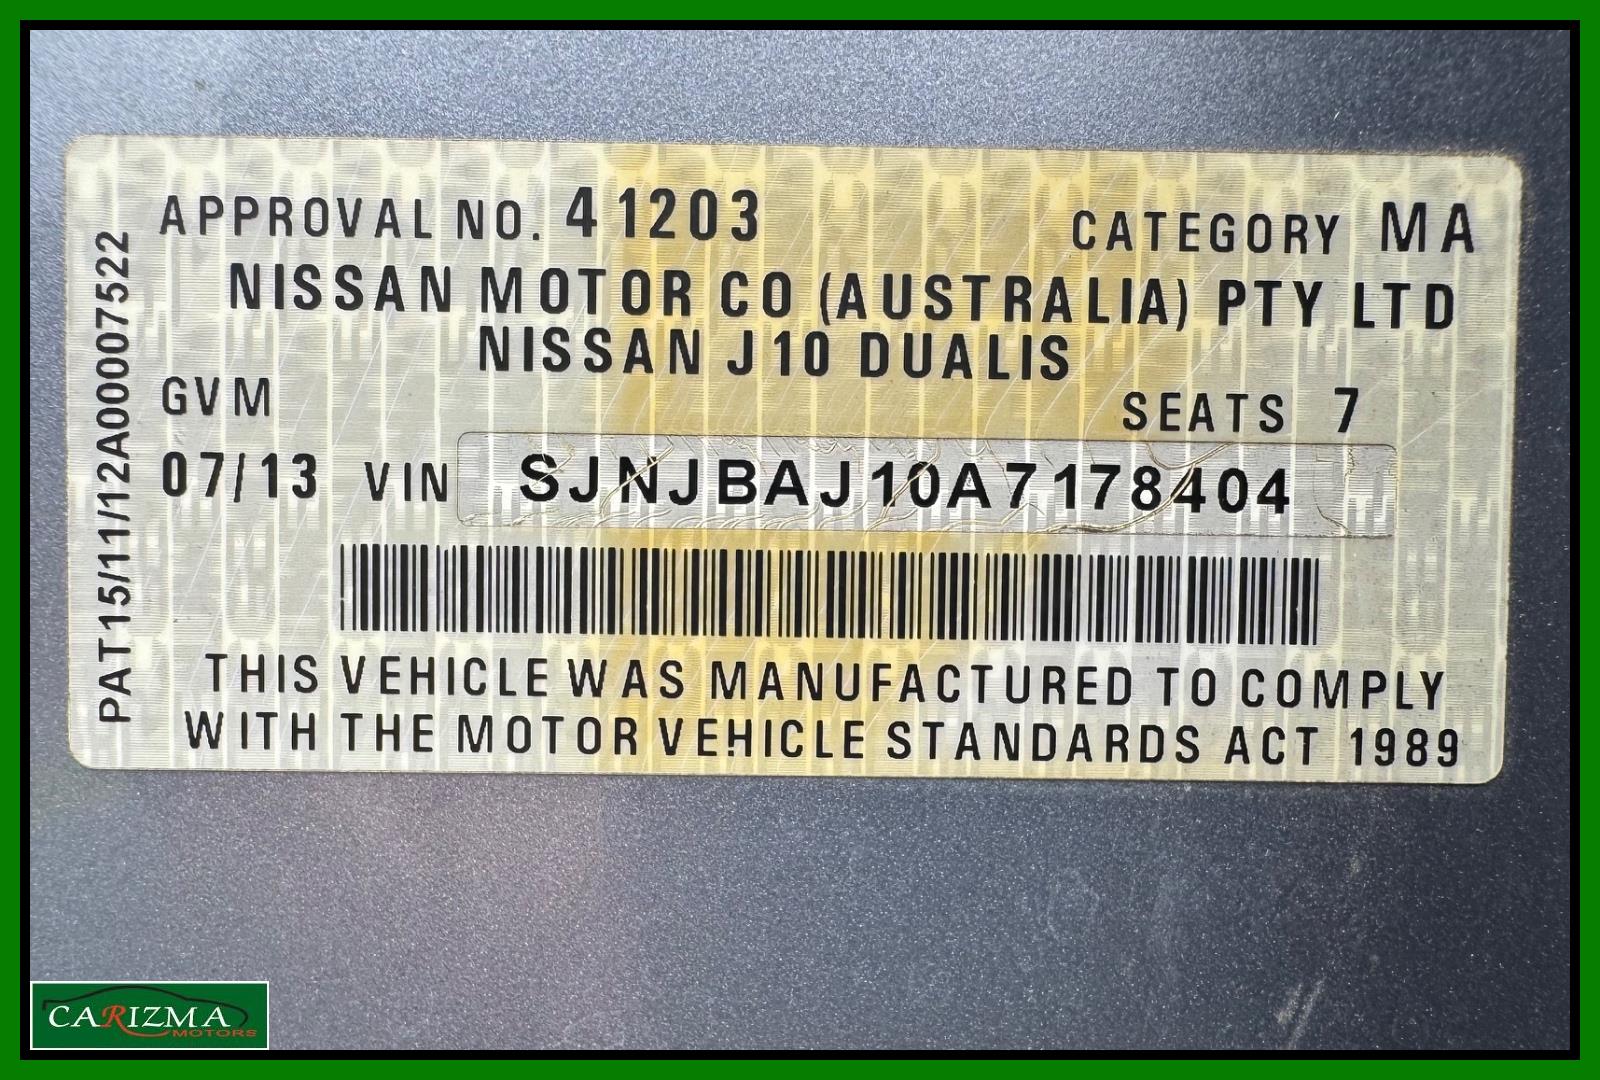 APPROVAL NO. 41203 CATEGORY MA
NISSAN MOTOR CO (AUSTRALIA) PTY LTD
NISSAN J10 DUALIS
GVM SEATS 7
07/13 VIN SJNJBAJ10A7178404
THIS VEHICLE WAS MANUFACTURED TO COMPLY
WITH THE MOTOR VEHICLE STANDARDS ACT 1989
PAT15/11/12A00007522
CARIZMA
MOTORS